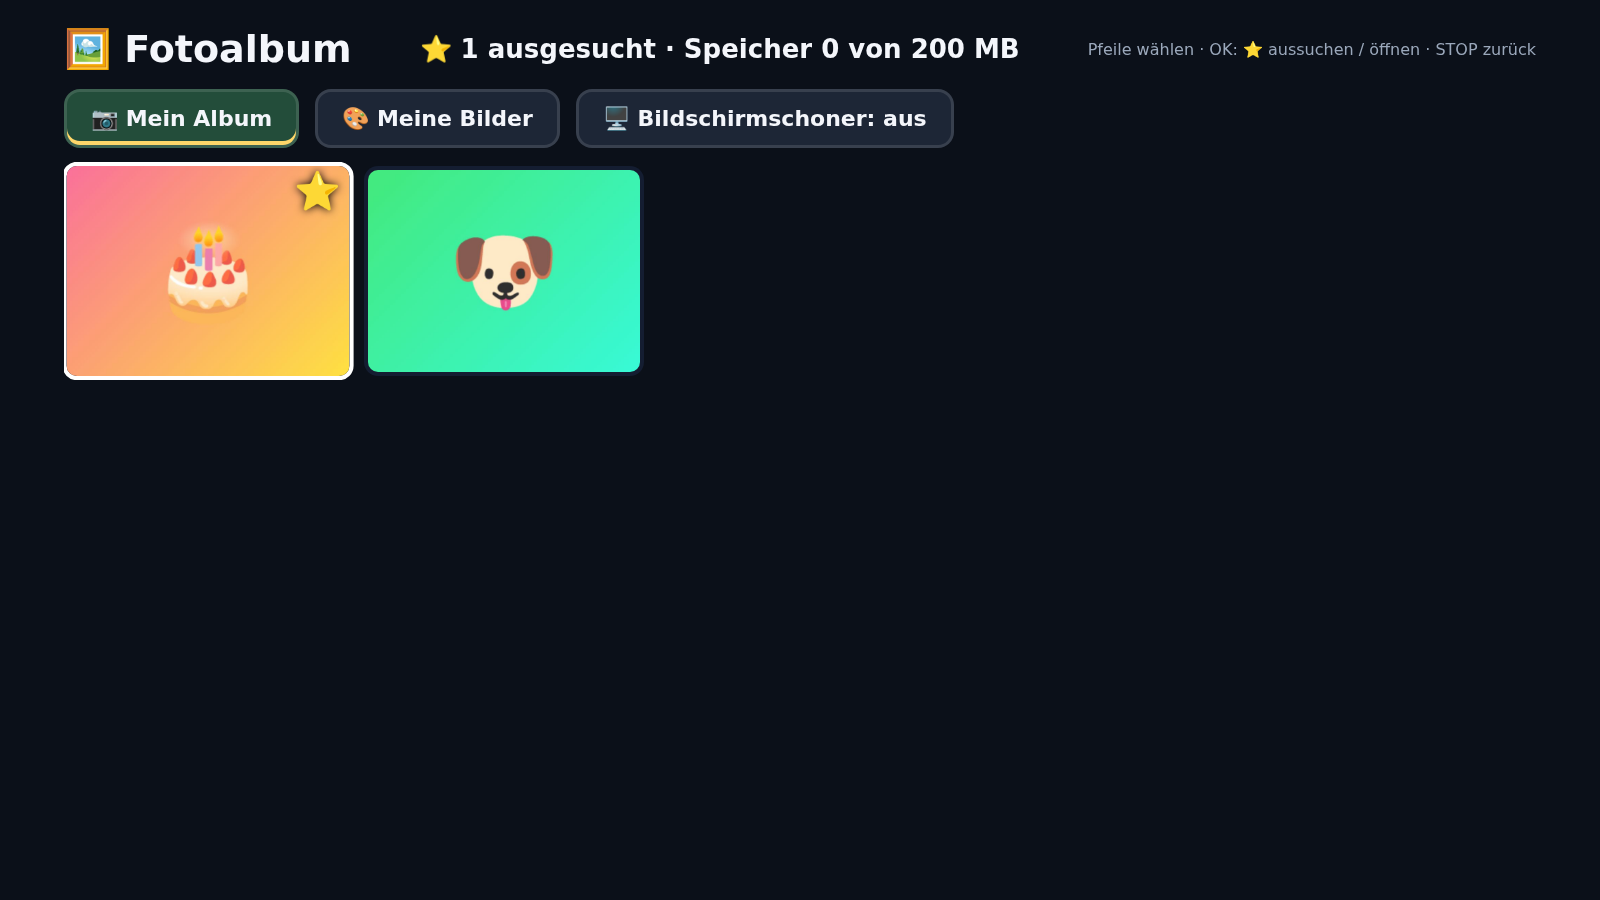 Fotoalbum
⭐ 1 ausgesucht · Speicher 0 von 200 MB
Pfeile wählen · OK: ⭐ aussuchen / öffnen · STOP zurück
Mein Album
Meine Bilder
Bildschirmschoner: aus